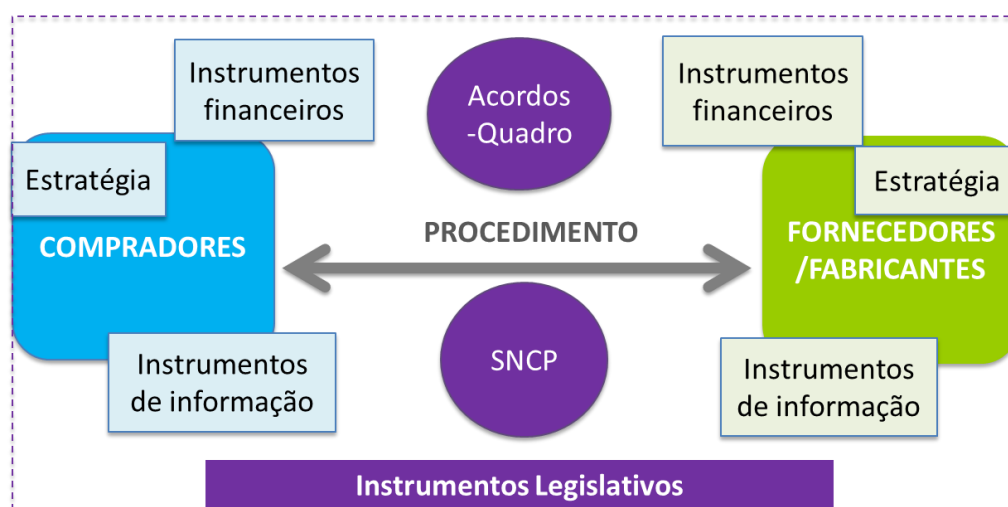 Instrumentos
financeiros
Estratégia
COMPRADORES
Instrumentos
de informação
Acordos
-Quadro
PROCEDIMENTO
SNCP
Instrumentos
financeiros
Estratégia
FORNECEDORES
/FABRICANTES
Instrumentos
de informação
Instrumentos Legislativos